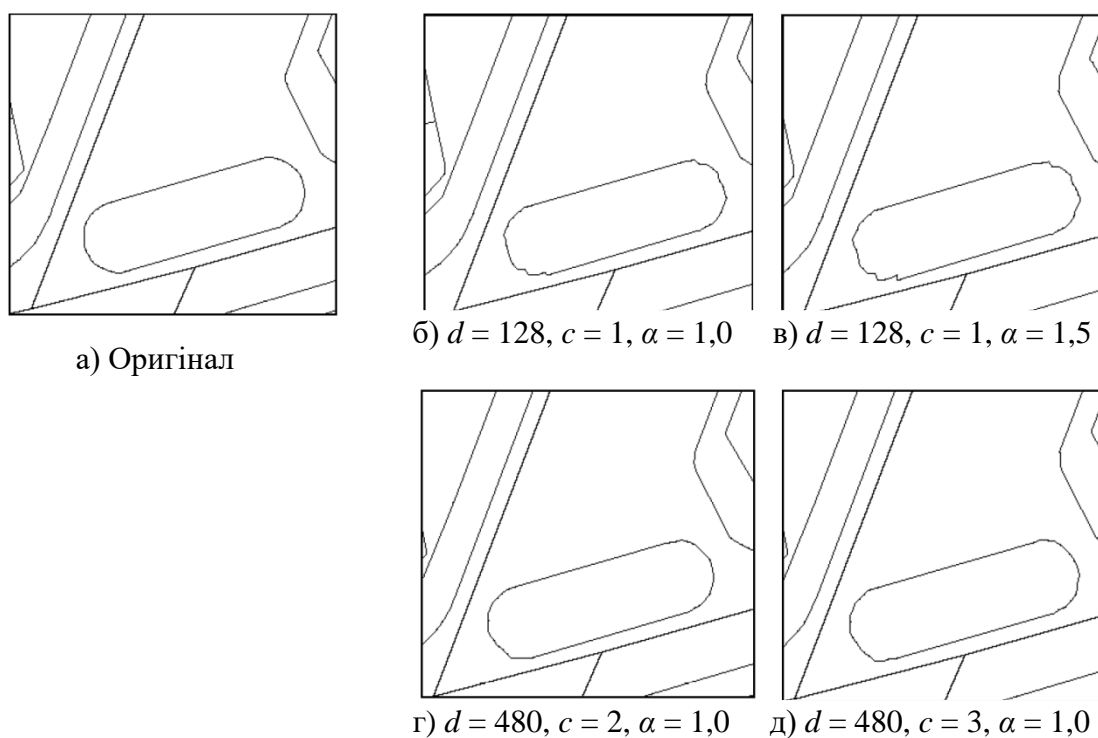 б) d = 128, c = 1, α = 1,0
в) d = 128, c = 1, α = 1,5
а) Оригінал
г) d = 480, c = 2, α = 1,0
д) d = 480, c = 3, α = 1,0